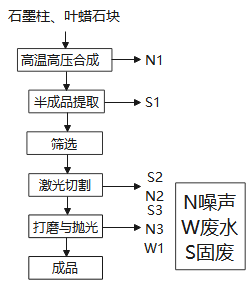 石墨柱、叶蜡石块
高温高压合成
N1
半成品提取
S1
筛选
激光切割
S2
N2
打磨与抛光
S3
N3
W1
成品
N噪声
W废水
S固废